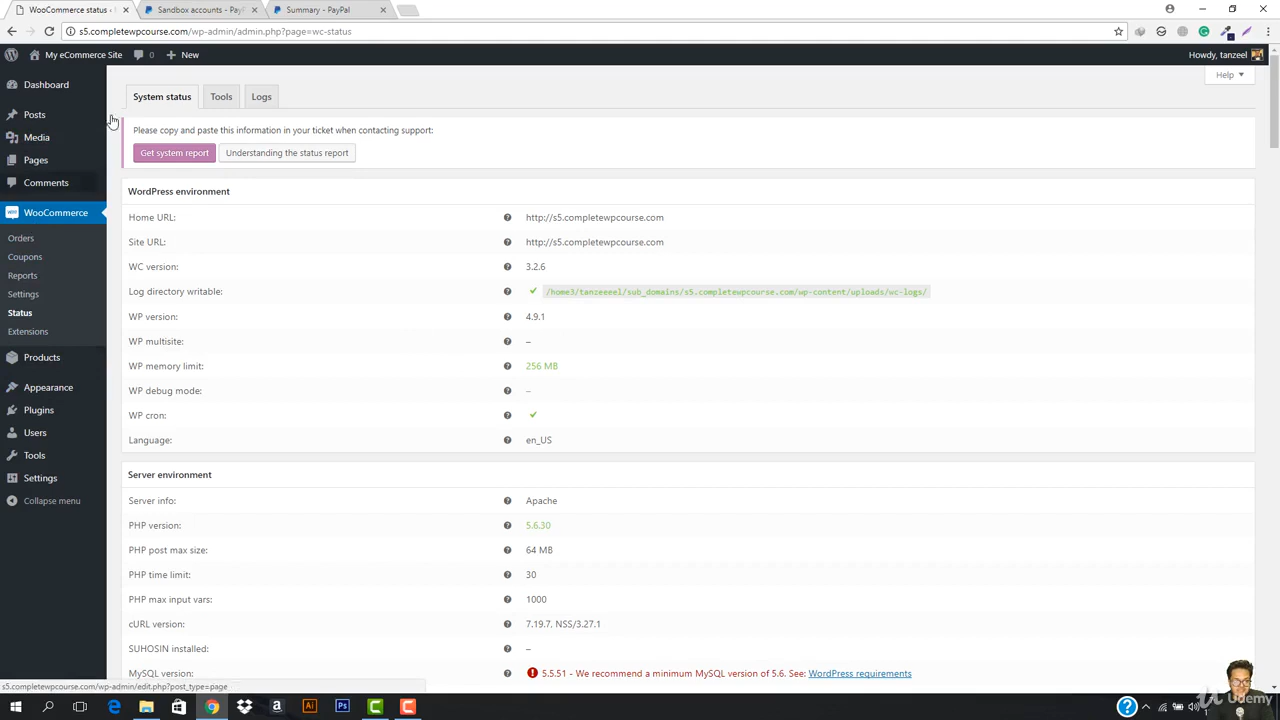 WooCommerce status ‹
Sandbox accounts - PayP
Summary - PayPal
s5.completewpcourse.com/wp-admin/admin.php?page=wc-status
My eCommerce Site
0
New
Howdy, tanzeel
Help
Dashboard
Posts
Media
Pages
Comments
WooCommerce
Orders
Coupons
Reports
Settings
Status
Extensions
Products
Appearance
Plugins
Users
Tools
Settings
Collapse menu
System status
Tools
Logs
Please copy and paste this information in your ticket when contacting support:
Get system report
Understanding the status report
WordPress environment
Home URL: http://s5.completewpcourse.com
Site URL: http://s5.completewpcourse.com
WC version: 3.2.6
Log directory writable: /home3/tanzeeeel/sub_domains/s5.completewpcourse.com/wp-content/uploads/wc-logs/
WP version: 4.9.1
WP multisite: –
WP memory limit: 256 MB
WP debug mode: –
WP cron:
Language: en_US
Server environment
Server info: Apache
PHP version: 5.6.30
PHP post max size: 64 MB
PHP time limit: 30
PHP max input vars: 1000
cURL version: 7.19.7, NSS/3.27.1
SUHOSIN installed: –
MySQL version: 5.5.51 - We recommend a minimum MySQL version of 5.6. See: WordPress requirements
s5.completewpcourse.com/wp-admin/edit.php?post_type=page
Udemy